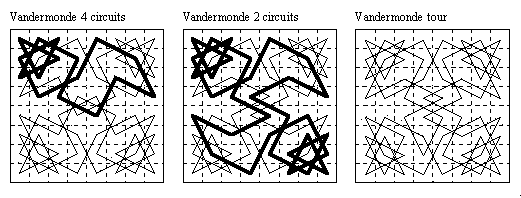 Vandermonde 4 circuits
Vandermonde 2 circuits
Vandermonde tour